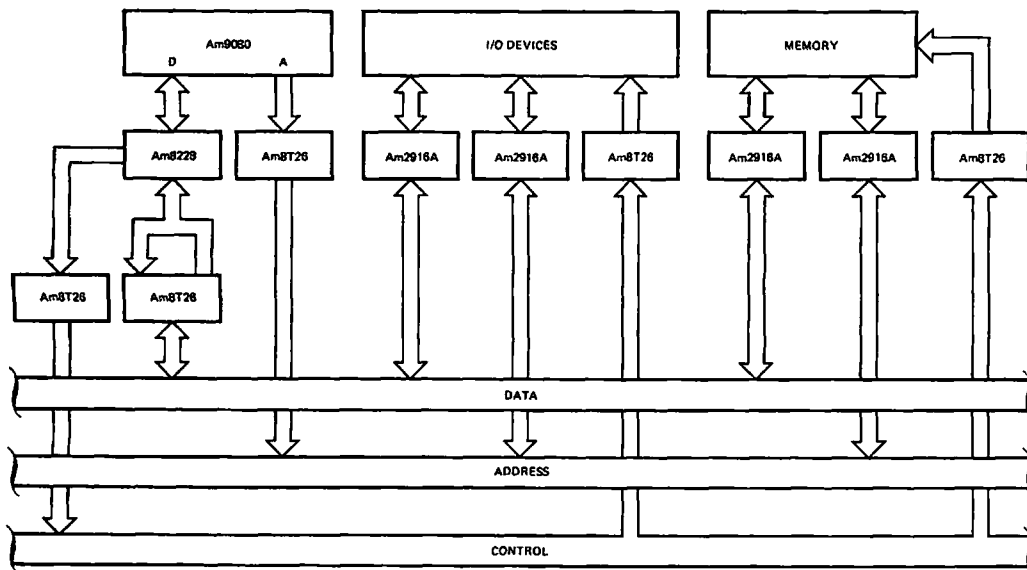 Am9080
D A
I/O DEVICES
MEMORY
Am8228
Am8T26
Am2916A
Am2916A
Am8T26
Am2916A
Am2916A
Am8T26
Am8T26
Am8T26
DATA
ADDRESS
CONTROL